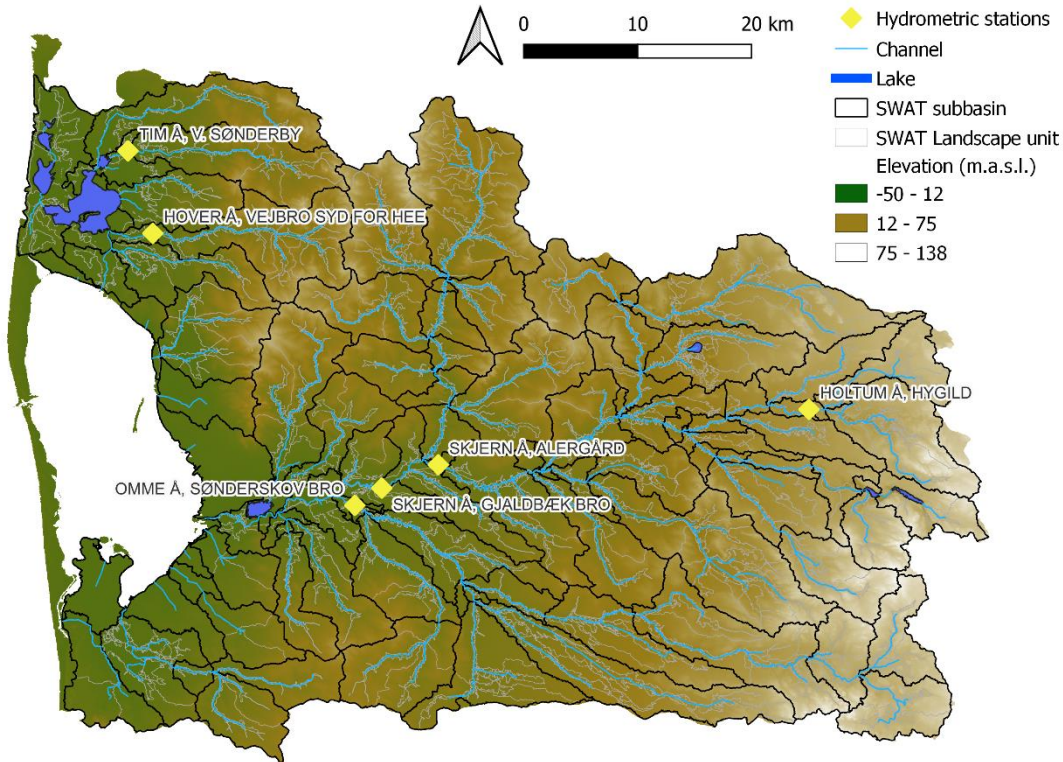 0 10 20 km
Hydrometric stations
Channel
Lake
SWAT subbasin
SWAT Landscape unit
Elevation (m.a.s.l.)
-50 - 12
12 - 75
75 - 138
TIM Å, V. SØNDERBY
HOVER Å, VEJBRO SYD FOR HEE
HOLTUM Å, HYGILD
SKJERN Å, ALERGÅRD
OMME Å, SØNDERSKOV BRO
SKJERN Å, GJALDBÆK BRO